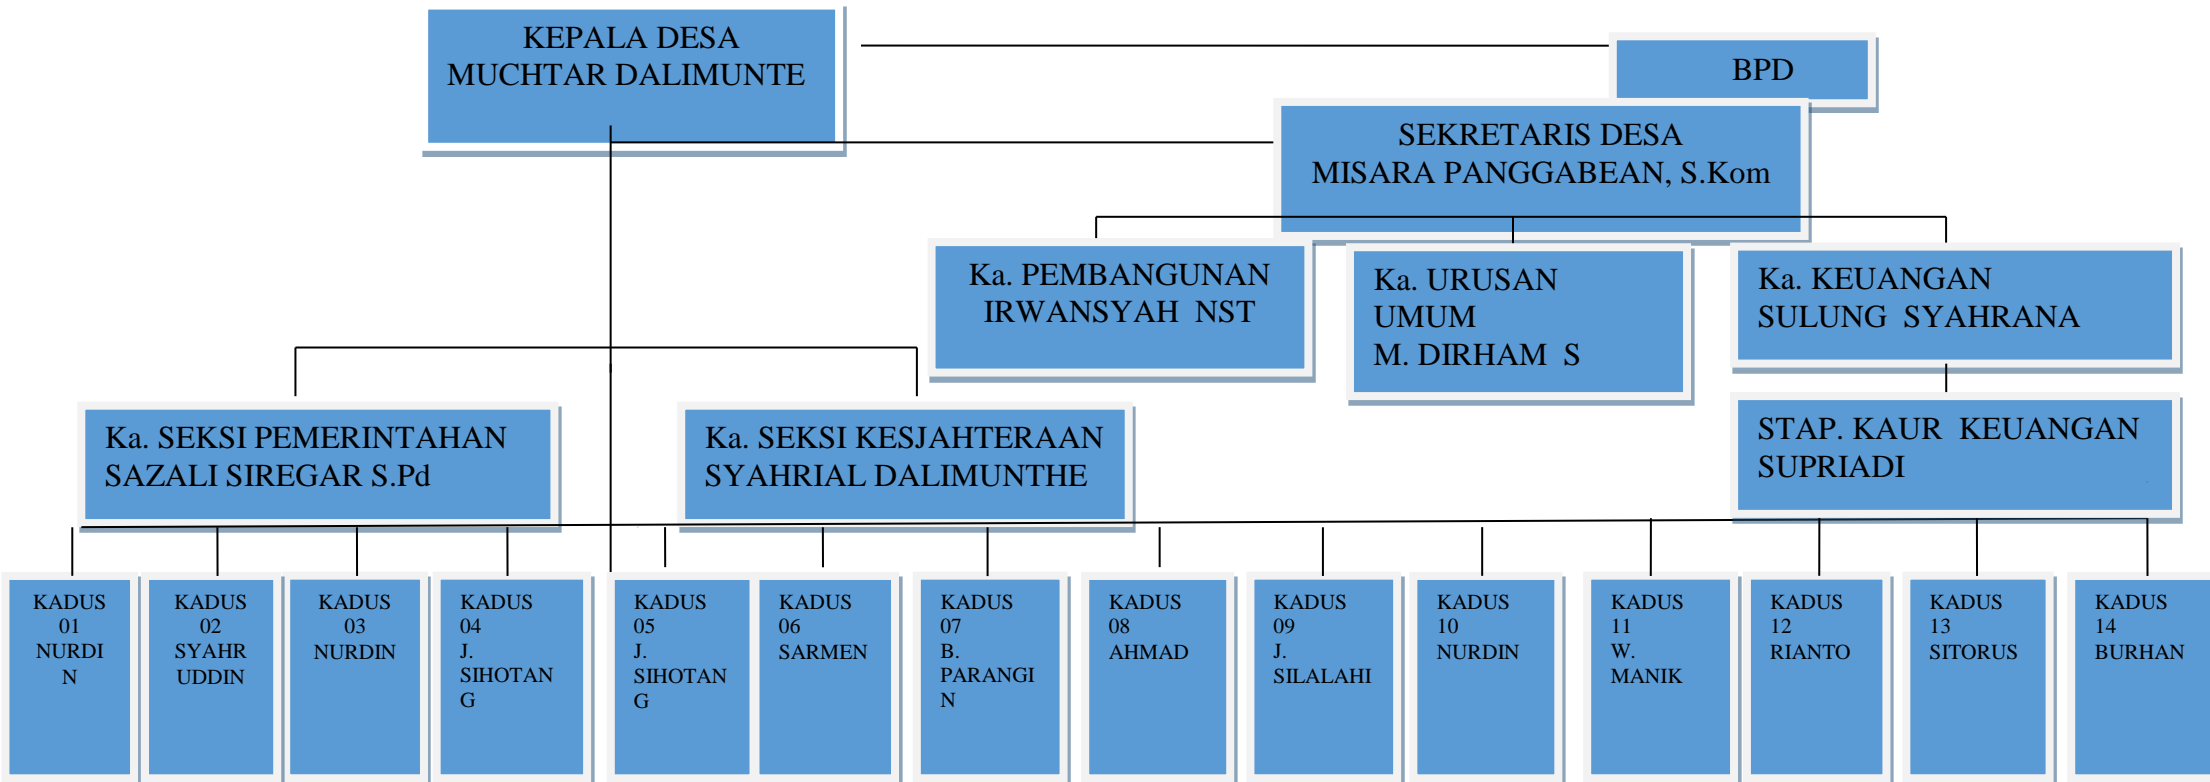 KEPALA DESA
MUCHTAR DALIMUNTE
BPD
SEKRETARIS DESA
MISARA PANGGABEAN, S.Kom
Ka. PEMBANGUNAN
IRWANSYAH  NST
Ka. URUSAN
UMUM
M. DIRHAM  S
Ka. KEUANGAN
SULUNG  SYAHRANA
Ka. SEKSI PEMERINTAHAN
SAZALI SIREGAR S.Pd
Ka. SEKSI KESJAHTERAAN
SYAHRIAL DALIMUNTHE
STAP. KAUR  KEUANGAN
SUPRIADI
KADUS
01
NURDI
N
KADUS
02
SYAHR
UDDIN
KADUS
03
NURDIN
KADUS
04
J.
SIHOTAN
G
KADUS
05
J.
SIHOTAN
G
KADUS
06
SARMEN
KADUS
07
B.
PARANGI
N
KADUS
08
AHMAD
KADUS
09
J.
SILALAHI
KADUS
10
NURDIN
KADUS
11
W.
MANIK
KADUS
12
RIANTO
KADUS
13
SITORUS
KADUS
14
BURHAN